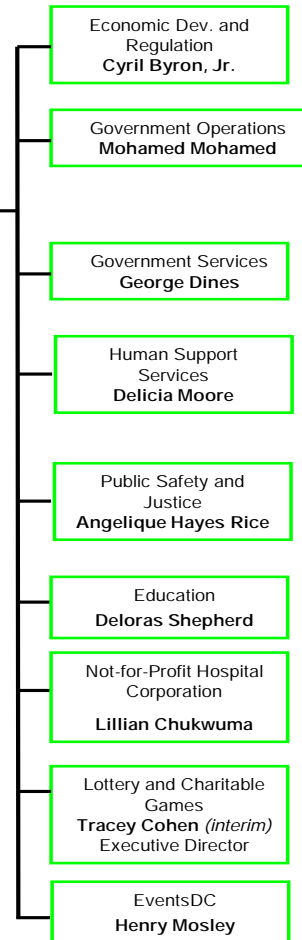 Economic Dev. and
Regulation
Cyril Byron, Jr.
Government Operations
Mohamed Mohamed
Government Services
George Dines
Human Support
Services
Delicia Moore
Public Safety and
Justice
Angelique Hayes Rice
Education
Deloras Shepherd
Not-for-Profit Hospital
Corporation
Lillian Chukwuma
Lottery and Charitable
Games
Tracey Cohen (interim)
Executive Director
EventsDC
Henry Mosley